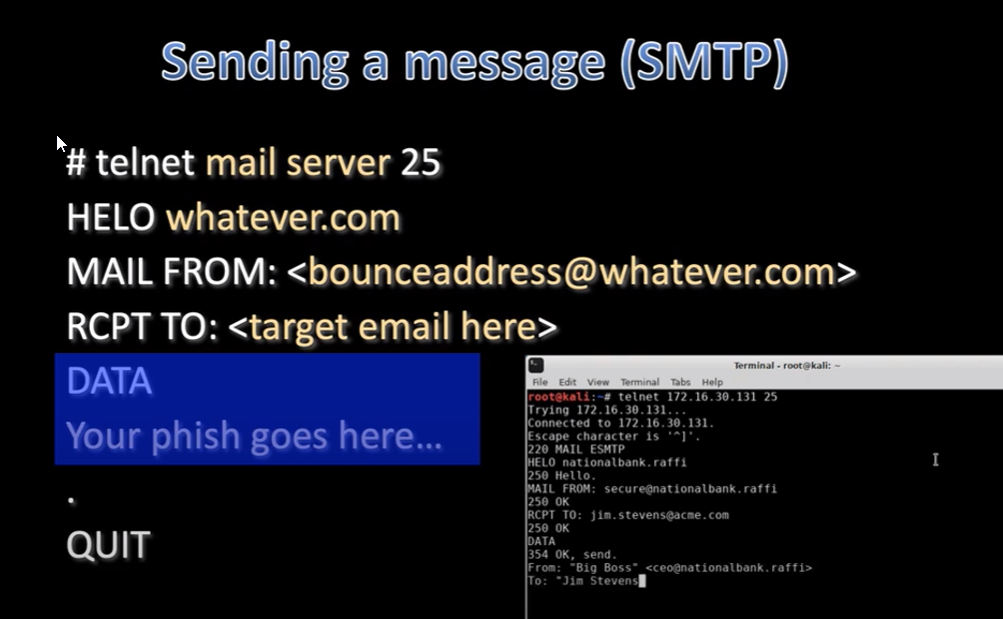 Sending a message (SMTP)
# telnet mail server 25
HELO whatever.com
MAIL FROM: <bounceaddress@whatever.com>
RCPT TO: <target email here>
DATA
Your phish goes here...
.
QUIT
Terminal - root@kali: ~
File Edit View Terminal Tabs Help
root@kali:~# telnet 172.16.30.131 25
Trying 172.16.30.131...
Connected to 172.16.30.131.
Escape character is '^]'.
220 MAIL ESMTP
HELO nationalbank.raffi
250 Hello.
MAIL FROM: secure@nationalbank.raffi
250 OK
RCPT TO: jim.stevens@acme.com
250 OK
DATA
354 OK, send.
From: "Big Boss" <ceo@nationalbank.raffi>
To: "Jim Stevens